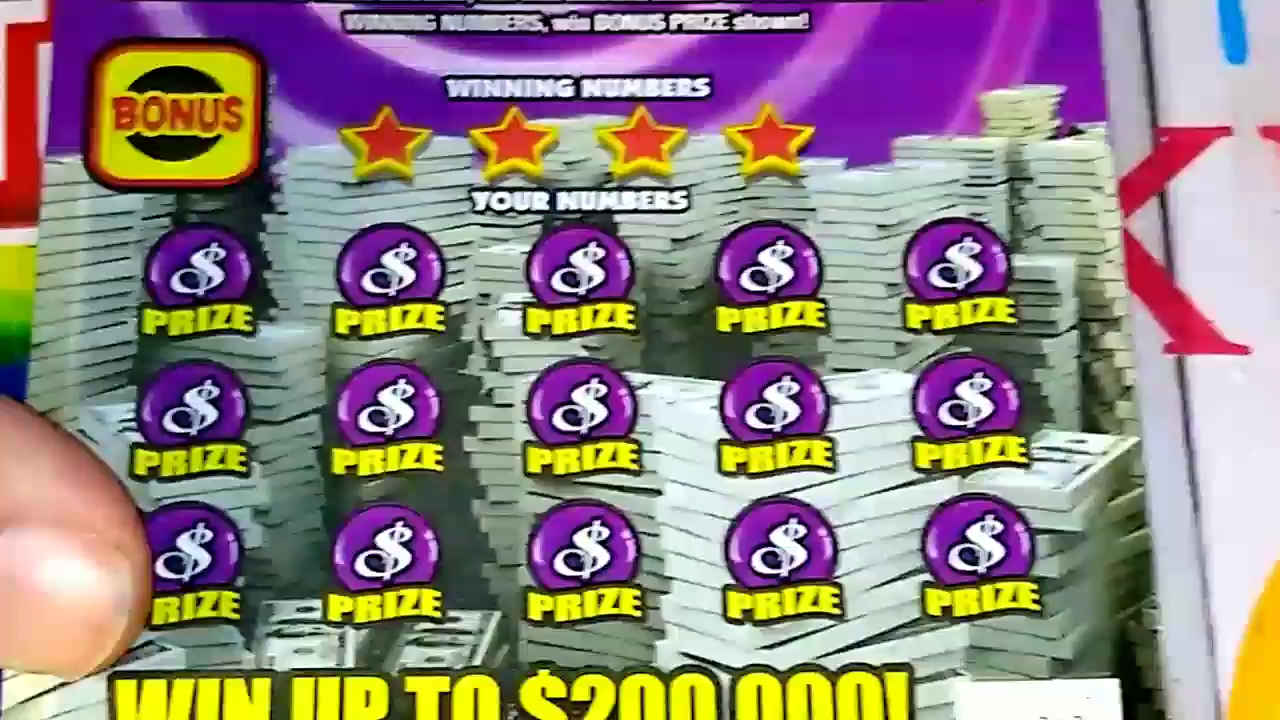 WINNING NUMBERS, win BONUS PRIZE shown!
BONUS
WINNING NUMBERS
YOUR NUMBERS
$ $ $ $ $
PRIZE PRIZE PRIZE PRIZE PRIZE
$ $ $ $ $
PRIZE PRIZE PRIZE PRIZE PRIZE
$ $ $ $ $
RIZE PRIZE PRIZE PRIZE PRIZE
WIN UP TO $200,000!
K